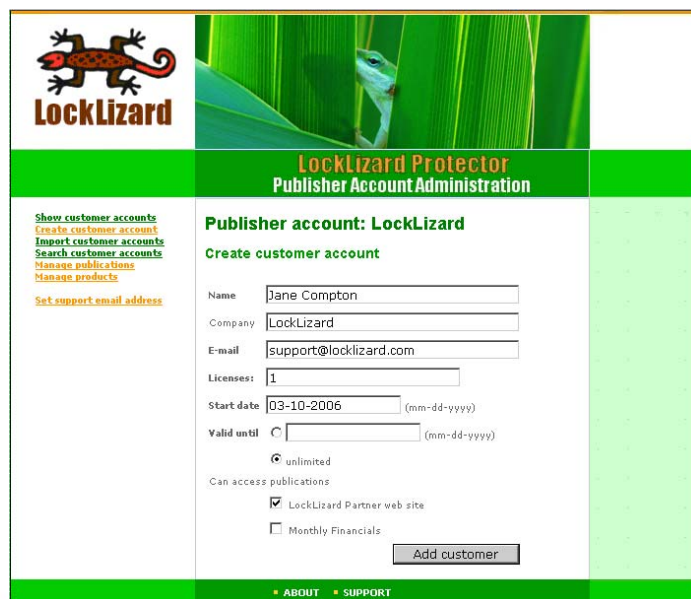 LockLizard
LockLizard Protector
Publisher Account Administration
Show customer accounts
Create customer account
Import customer accounts
Search customer accounts
Manage publications
Manage products
Set support email address
Publisher account: LockLizard
Create customer account
Name Jane Compton
Company LockLizard
E-mail support@locklizard.com
Licenses: 1
Start date 03-10-2006 (mm-dd-yyyy)
Valid until (mm-dd-yyyy)
unlimited
Can access publications
LockLizard Partner web site
Monthly Financials
Add customer
ABOUT SUPPORT